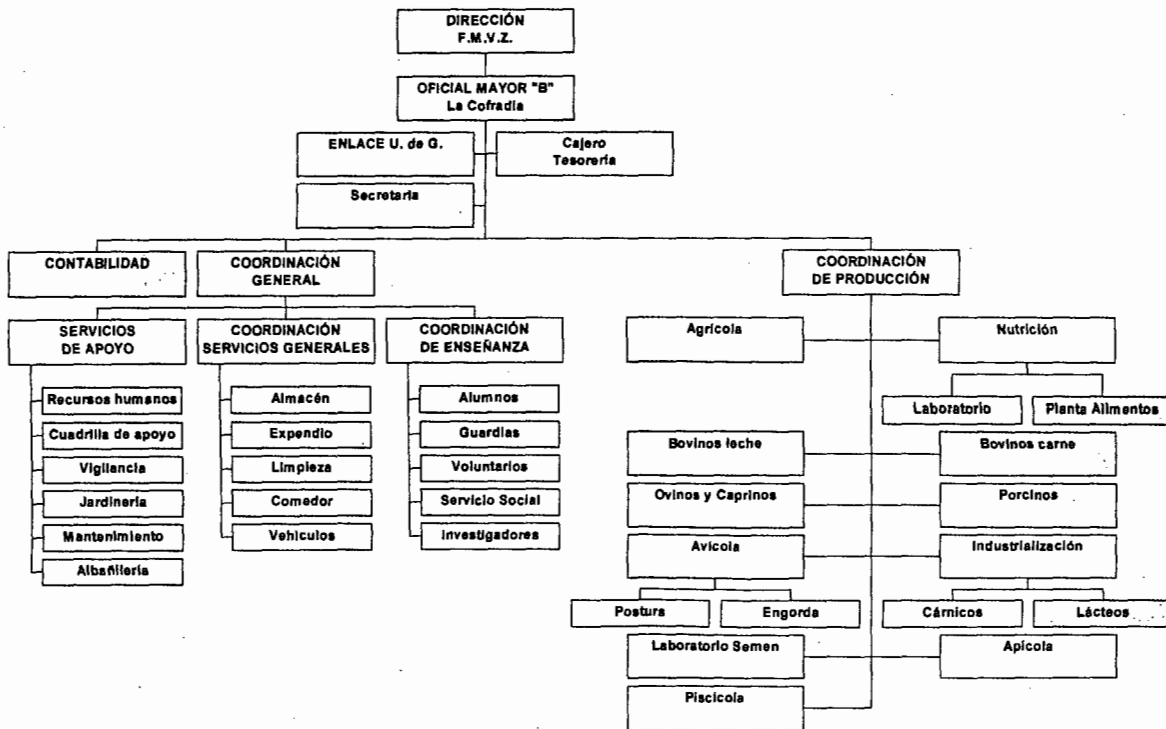 DIRECCIÓN
F.M.V.Z.
OFICIAL MAYOR "B"
La Cofradía
ENLACE U. de G.
Cajero
Tesorería
Secretaria
CONTABILIDAD
COORDINACIÓN
GENERAL
COORDINACIÓN
DE PRODUCCIÓN
SERVICIOS
DE APOYO
COORDINACIÓN
SERVICIOS GENERALES
COORDINACIÓN
DE ENSEÑANZA
Recursos humanos
Cuadrilla de apoyo
Vigilancia
Jardinería
Mantenimiento
Albañilería
Almacén
Expendio
Limpieza
Comedor
Vehículos
Alumnos
Guardias
Voluntarios
Servicio Social
Investigadores
Agrícola
Nutrición
Laboratorio
Planta Alimentos
Bovinos leche
Bovinos carne
Ovinos y Caprinos
Porcinos
Avícola
Industrialización
Postura
Engorda
Cárnicos
Lácteos
Laboratorio Semen
Apícola
Piscícola